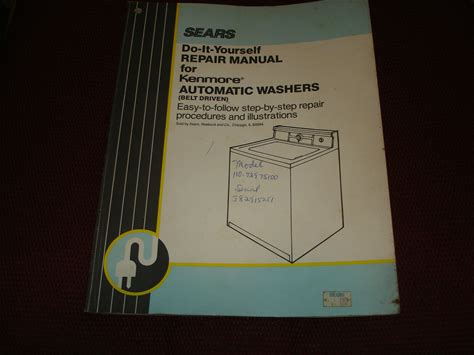 SEARS
Do-It-Yourself
REPAIR MANUAL
for
Kenmore®
AUTOMATIC WASHERS
(BELT DRIVEN)
Easy-to-follow step-by-step repair
procedures and illustrations
Sold by Sears, Roebuck and Co., Chicago, IL 60684
Model
Serial